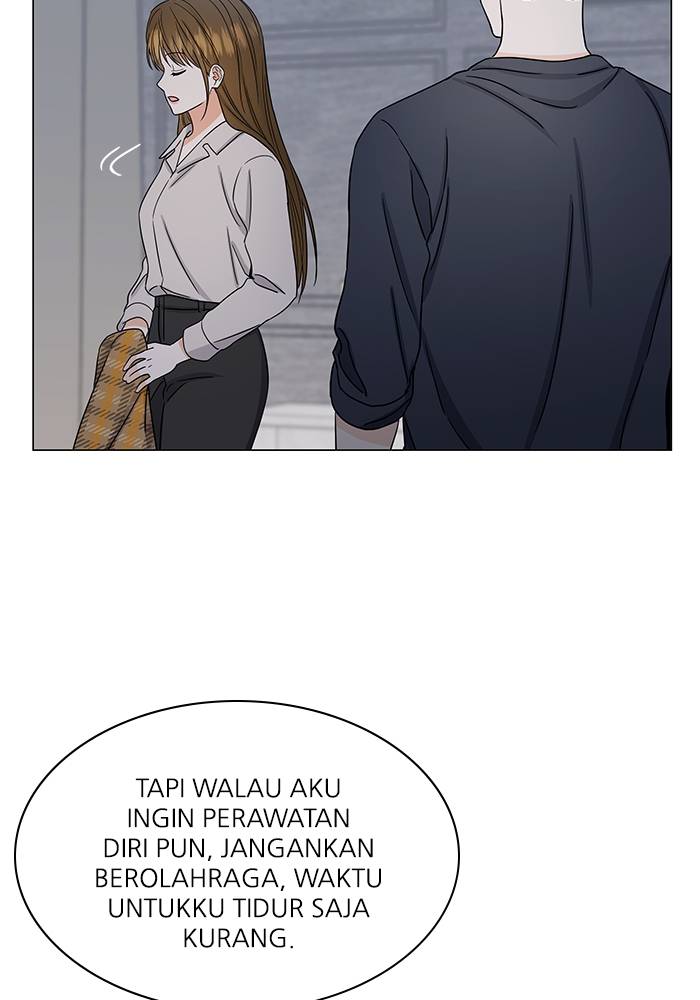 TAPI WALAU AKU
INGIN PERAWATAN
DIRI PUN, JANGANKAN
BEROLAHRAGA, WAKTU
UNTUKKU TIDUR SAJA
KURANG.